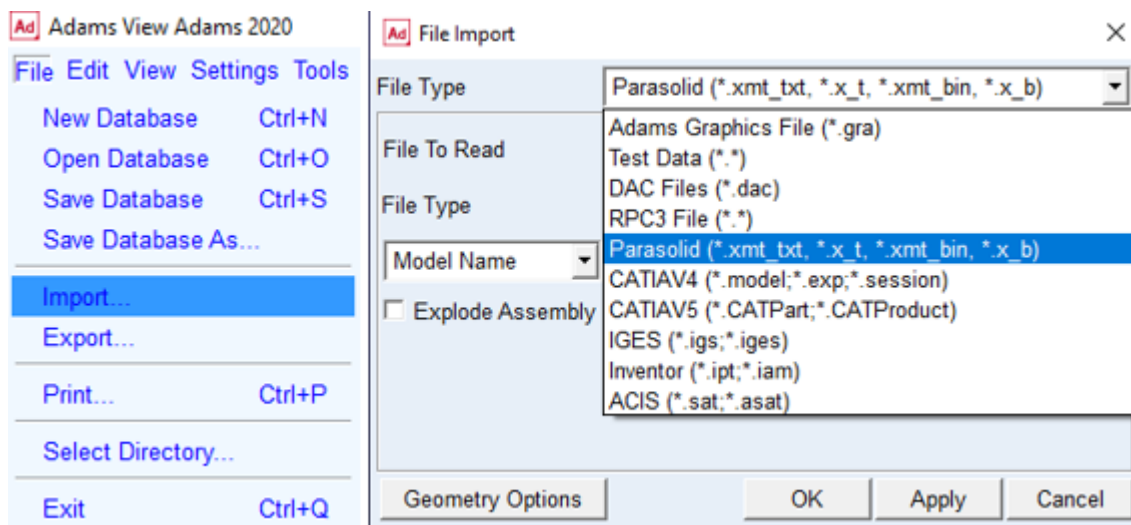 Ad Adams View Adams 2020
File Edit View Settings Tools
New Database Ctrl+N
Open Database Ctrl+O
Save Database Ctrl+S
Save Database As...
Import...
Export...
Print... Ctrl+P
Select Directory...
Exit Ctrl+Q
Ad File Import
File Type Parasolid (*.xmt_txt, *.x_t, *.xmt_bin, *.x_b)
File To Read
File Type
Model Name
Explode Assembly
Adams Graphics File (*.gra)
Test Data (*.*)
DAC Files (*.dac)
RPC3 File (*.*)
Parasolid (*.xmt_txt, *.x_t, *.xmt_bin, *.x_b)
CATIAV4 (*.model;*.exp;*.session)
CATIAV5 (*.CATPart;*.CATProduct)
IGES (*.igs;*.iges)
Inventor (*.ipt;*.iam)
ACIS (*.sat;*.asat)
Geometry Options OK Apply Cancel